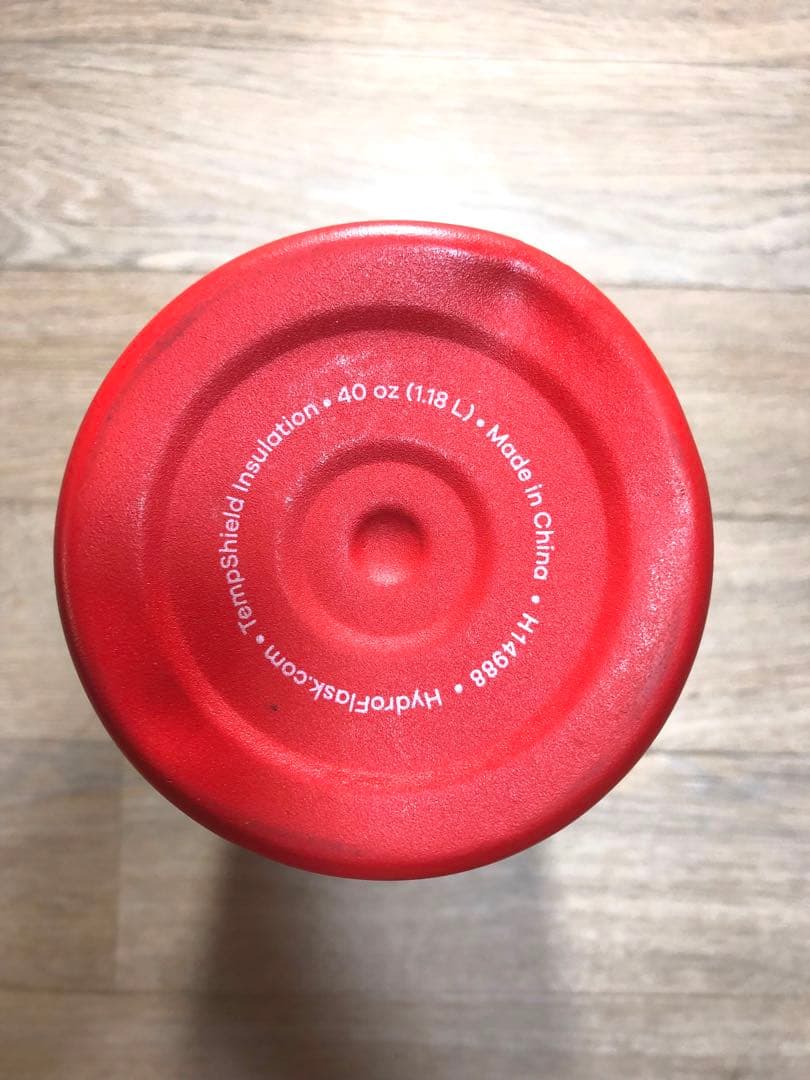 TempShield Insulation • 40 oz (1.18 L) • Made in China • H14988 • HydroFlask.com •